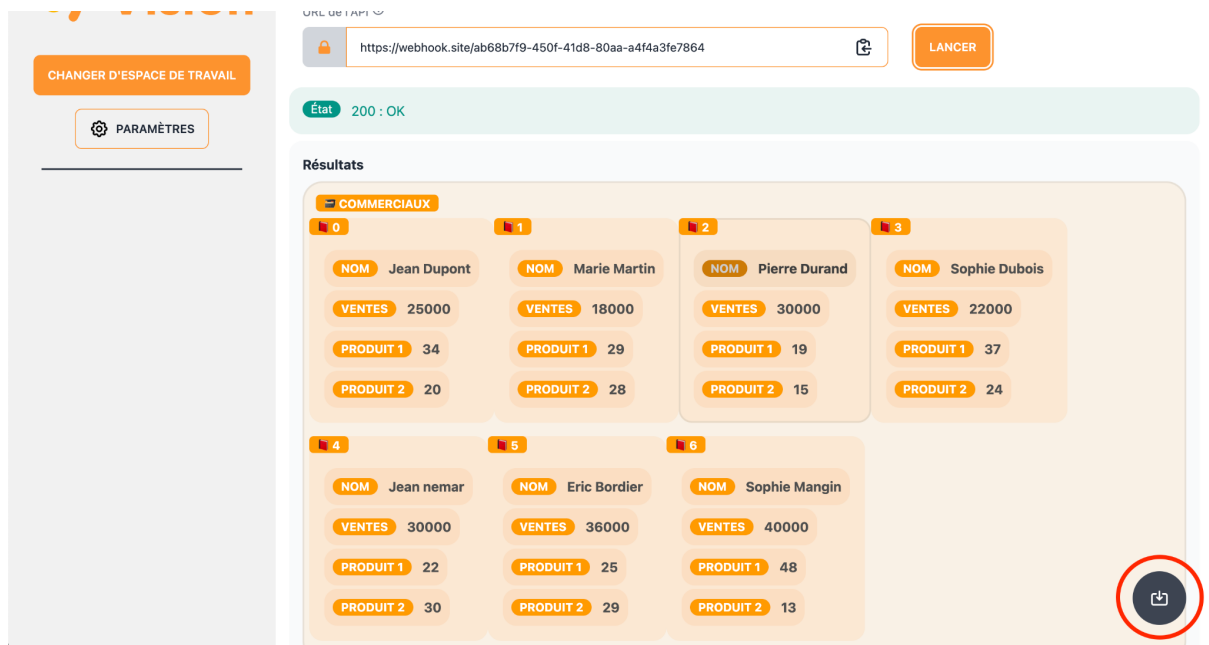 URL de l'API
https://webhook.site/ab68b7f9-450f-41d8-80aa-a4f4a3fe7864
LANCER
CHANGER D'ESPACE DE TRAVAIL
PARAMÈTRES
État 200 : OK
Résultats
COMMERCIAUX
0 1 2 3
NOM Jean Dupont NOM Marie Martin NOM Pierre Durand NOM Sophie Dubois
VENTES 25000 VENTES 18000 VENTES 30000 VENTES 22000
PRODUIT 1 34 PRODUIT 1 29 PRODUIT 1 19 PRODUIT 1 37
PRODUIT 2 20 PRODUIT 2 28 PRODUIT 2 15 PRODUIT 2 24
4 5 6
NOM Jean nemar NOM Eric Bordier NOM Sophie Mangin
VENTES 30000 VENTES 36000 VENTES 40000
PRODUIT 1 22 PRODUIT 1 25 PRODUIT 1 48
PRODUIT 2 30 PRODUIT 2 29 PRODUIT 2 13